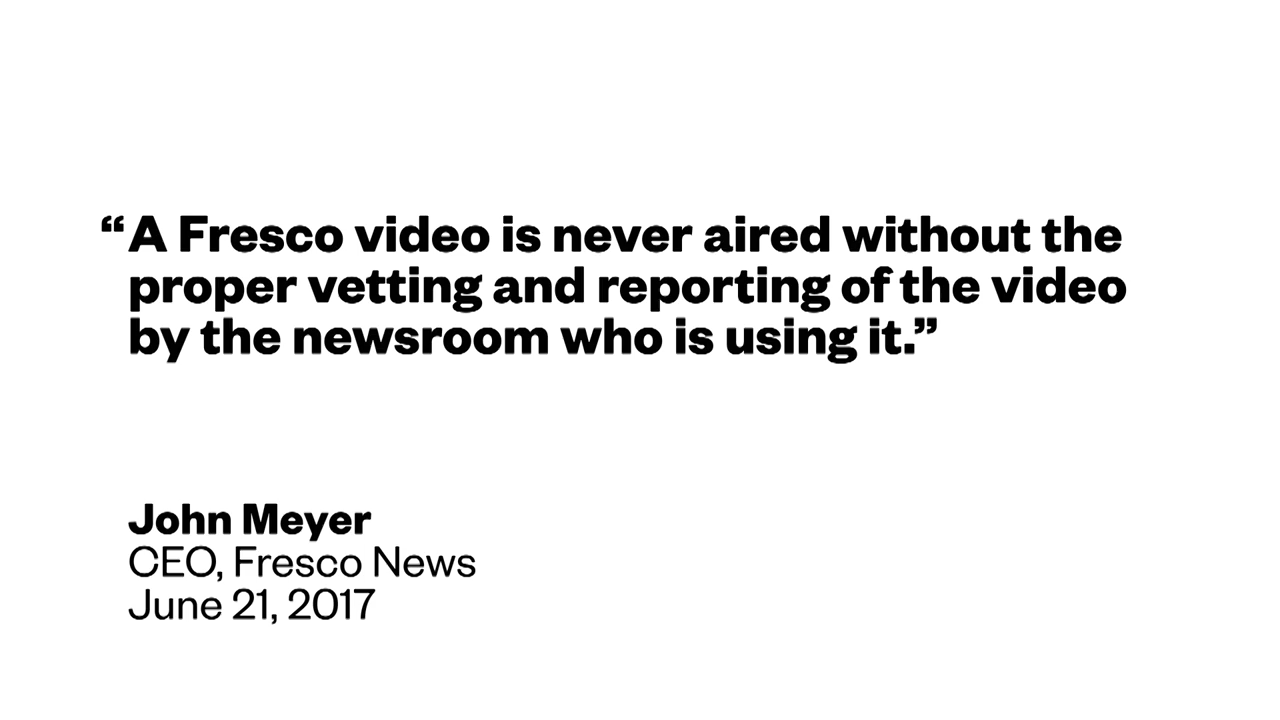 “A Fresco video is never aired without the
proper vetting and reporting of the video
by the newsroom who is using it.”
John Meyer
CEO, Fresco News
June 21, 2017